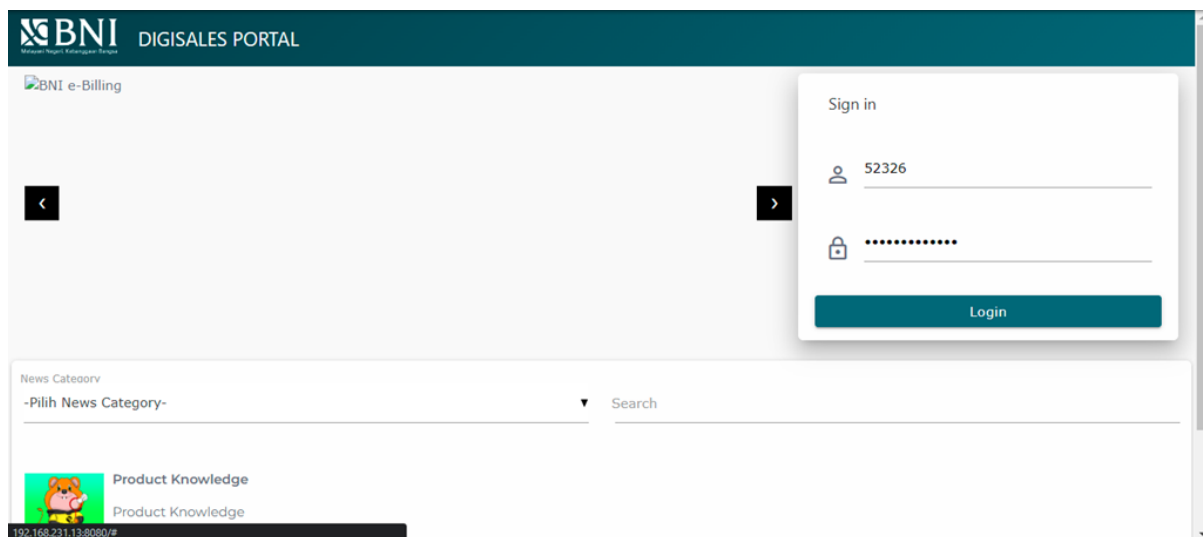 BNI DIGISALES PORTAL
Melayani Negeri, Kebanggaan Bangsa
BNI e-Billing
Sign in
52326
Login
News Category
-Pilih News Category-
Search
Product Knowledge
Product Knowledge
192.168.231.13:8080/#